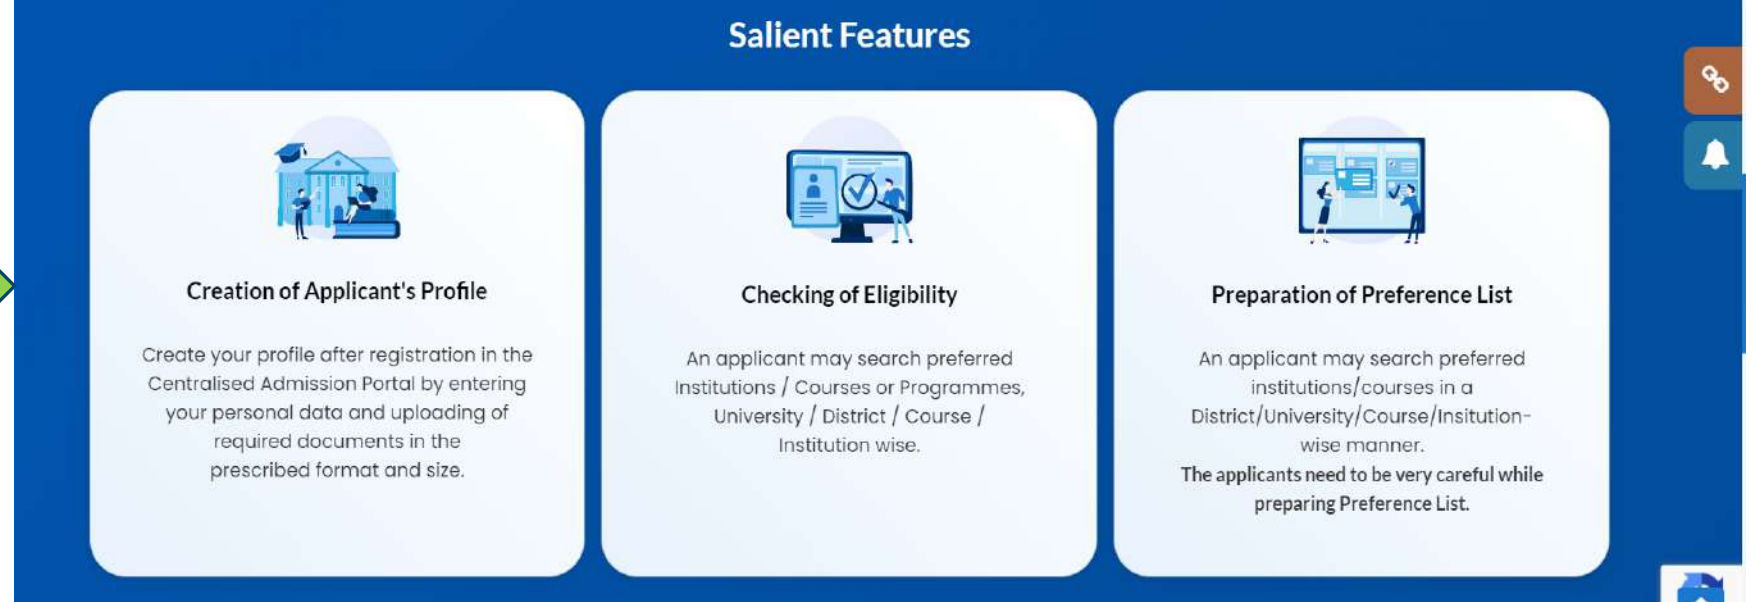 Salient Features
Creation of Applicant's Profile
Create your profile after registration in the
Centralised Admission Portal by entering
your personal data and uploading of
required documents in the
prescribed format and size.
Checking of Eligibility
An applicant may search preferred
Institutions / Courses or Programmes,
University / District / Course /
Institution wise.
Preparation of Preference List
An applicant may search preferred
institutions/courses in a
District/University/Course/Insitution-
wise manner.
The applicants need to be very careful while
preparing Preference List.